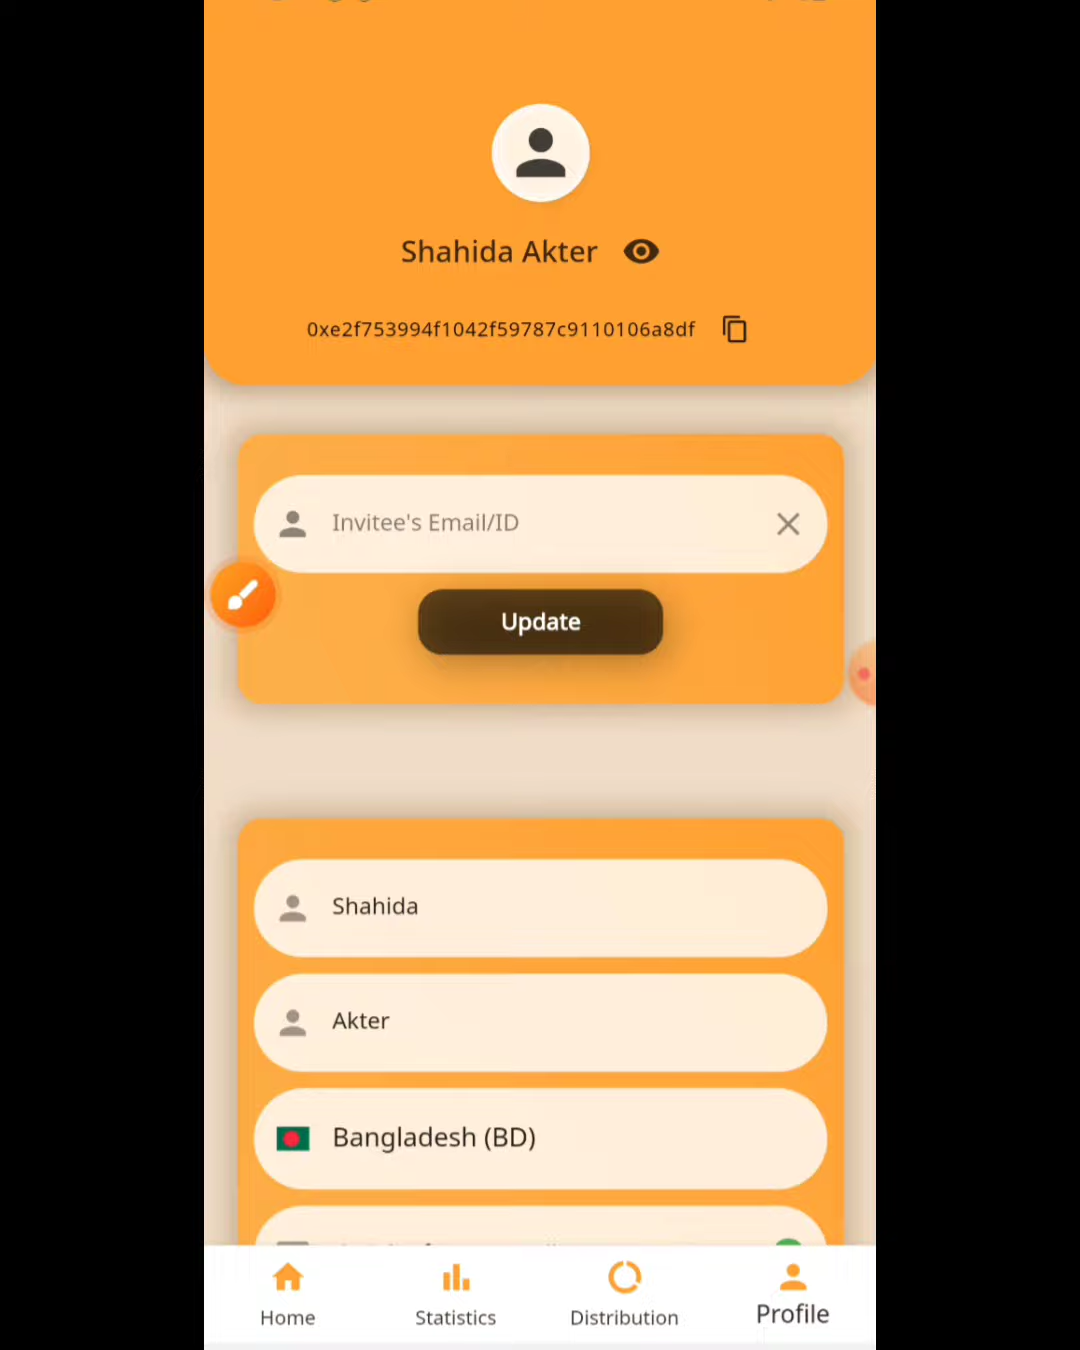 Shahida Akter
0xe2f753994f1042f59787c9110106a8df
Invitee's Email/ID
Update
Shahida
Akter
Bangladesh (BD)
Home
Statistics
Distribution
Profile